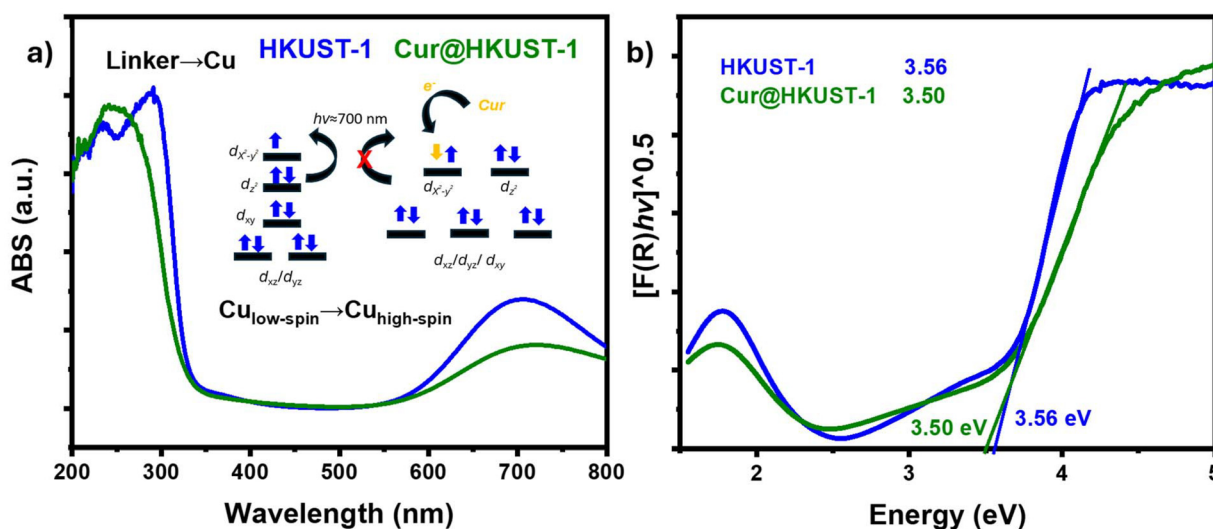 a)
HKUST-1 Cur@HKUST-1
Linker→Cu
e-
Cur
hν≈700 nm
X
dx²-y²
dz²
dxy
dxz/dyz
dx²-y²
dz²
dxz/dyz/ dxy
Culow-spin→Cuhigh-spin
ABS (a.u.)
200 300 400 500 600 700 800
Wavelength (nm)
b)
HKUST-1 3.56
Cur@HKUST-1 3.50
[F(R)hν]^0.5
3.50 eV
3.56 eV
2 3 4 5
Energy (eV)